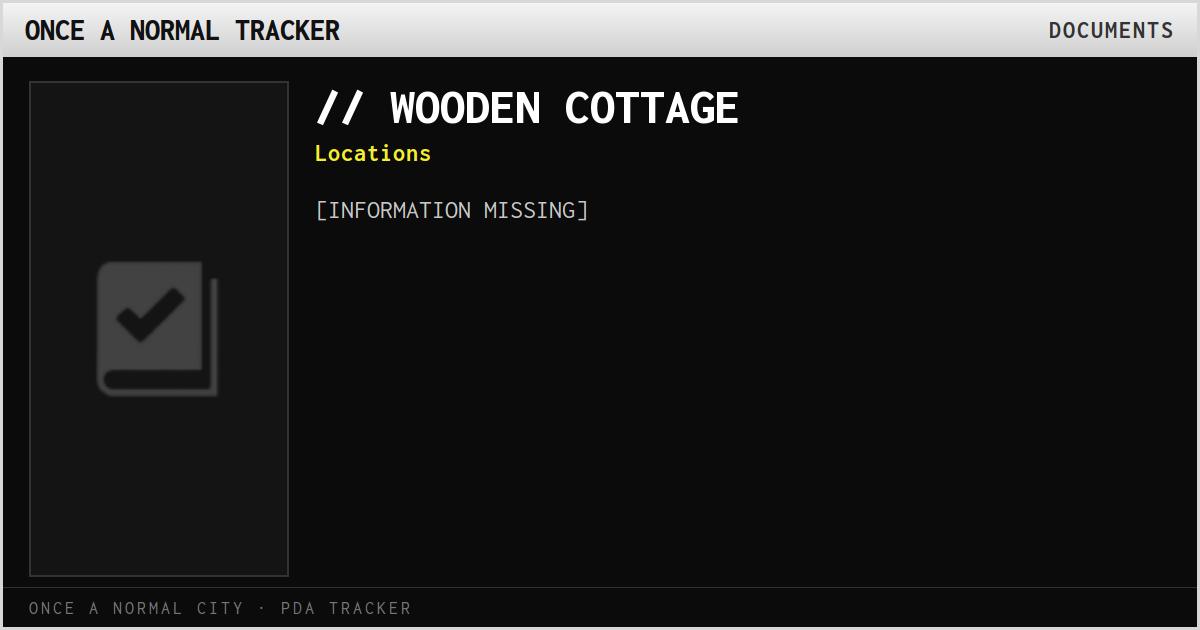 ONCE A NORMAL TRACKER
DOCUMENTS
// WOODEN COTTAGE
Locations
[INFORMATION MISSING]
ONCE A NORMAL CITY · PDA TRACKER